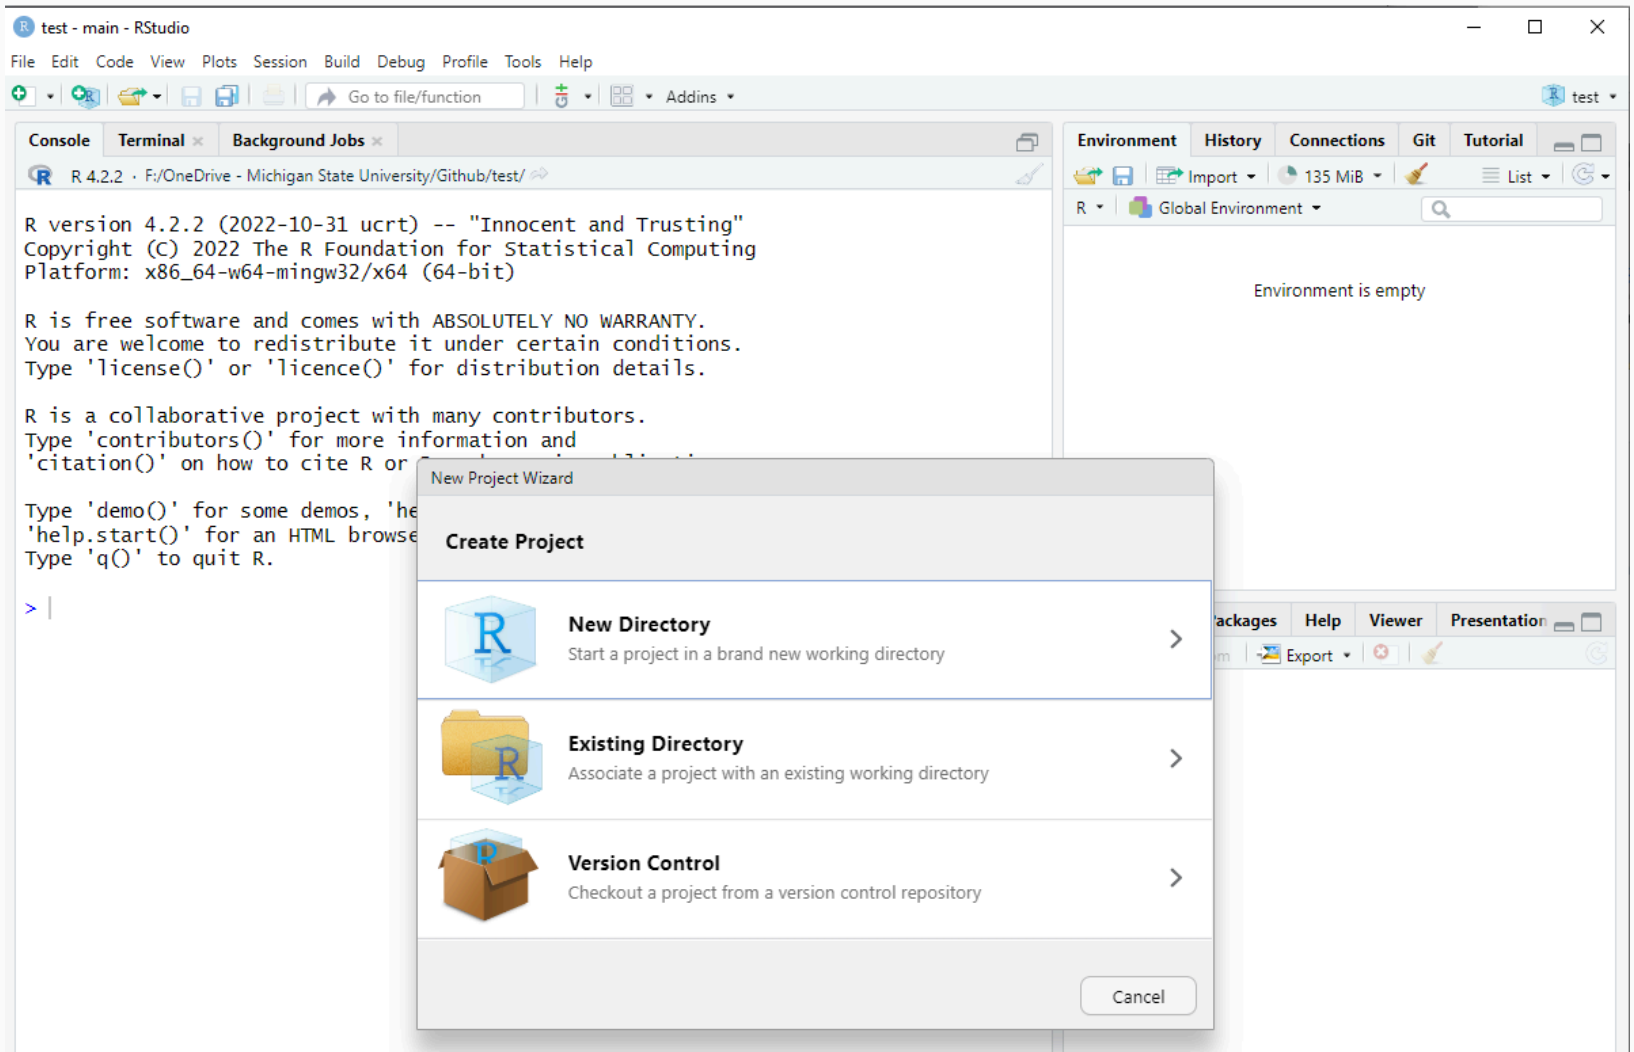 test - main - RStudio
File Edit Code View Plots Session Build Debug Profile Tools Help
Go to file/function Addins test
Console Terminal Background Jobs
R 4.2.2 · F:/OneDrive - Michigan State University/Github/test/
R version 4.2.2 (2022-10-31 ucrt) -- "Innocent and Trusting"
Copyright (C) 2022 The R Foundation for Statistical Computing
Platform: x86_64-w64-mingw32/x64 (64-bit)
R is free software and comes with ABSOLUTELY NO WARRANTY.
You are welcome to redistribute it under certain conditions.
Type 'license()' or 'licence()' for distribution details.
R is a collaborative project with many contributors.
Type 'contributors()' for more information and
'citation()' on how to cite R or
Type 'demo()' for some demos, 'he
'help.start()' for an HTML browse
Type 'q()' to quit R.
>
Environment History Connections Git Tutorial
Import 135 MiB List
R Global Environment
Environment is empty
New Project Wizard
Create Project
New Directory
Start a project in a brand new working directory
Existing Directory
Associate a project with an existing working directory
Version Control
Checkout a project from a version control repository
Cancel
ackages Help Viewer Presentation
Export